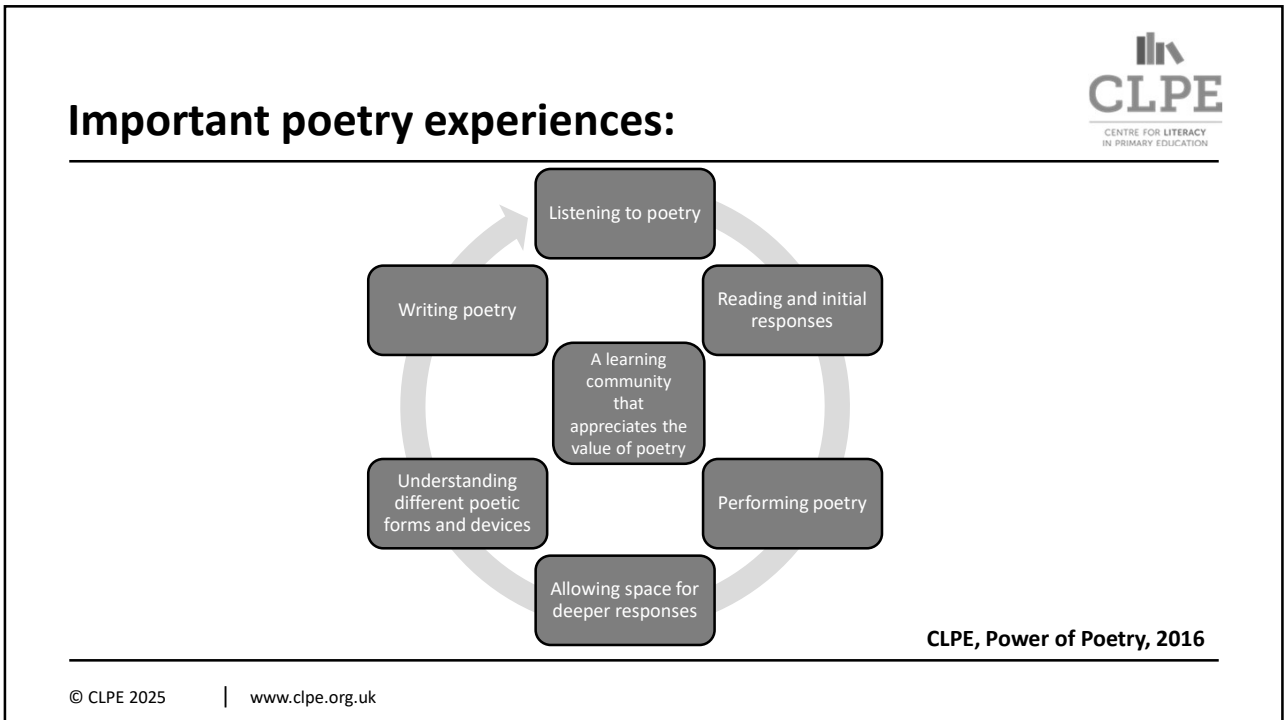 Important poetry experiences:
CLPE
CENTRE FOR LITERACY
IN PRIMARY EDUCATION
Listening to poetry
Reading and initial
responses
Performing poetry
Allowing space for
deeper responses
Understanding
different poetic
forms and devices
Writing poetry
A learning
community
that
appreciates the
value of poetry
CLPE, Power of Poetry, 2016
© CLPE 2025 | www.clpe.org.uk